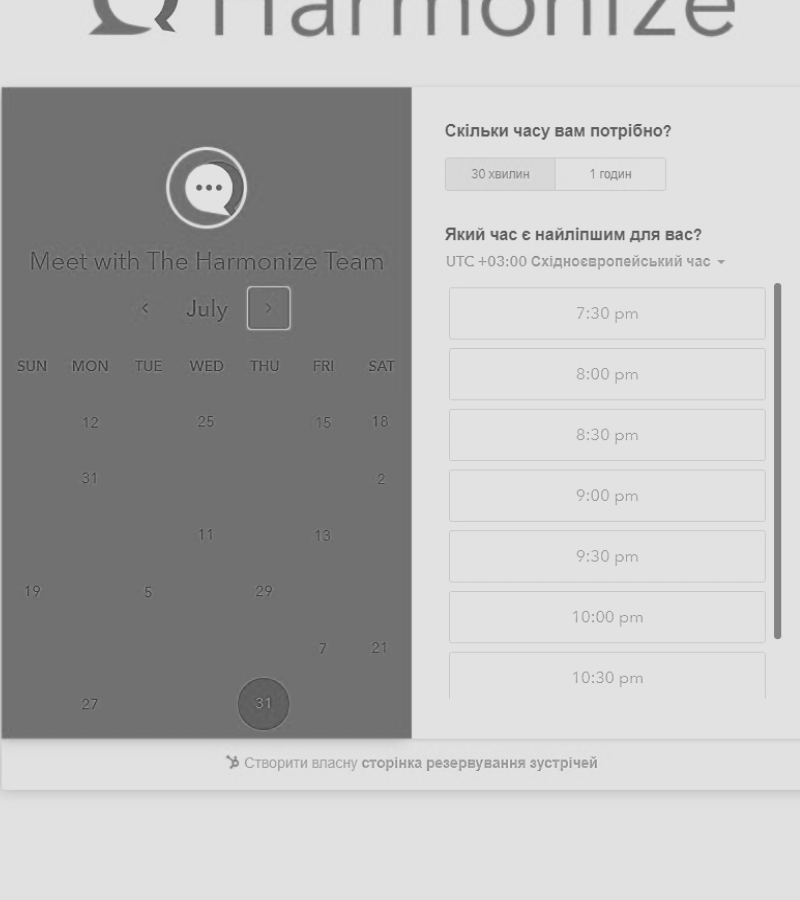 Harmonize
Meet with The Harmonize Team
July
SUN MON TUE WED THU FRI SAT
12 25 15 18
31 2
11 13
19 5 29
7 21
27 31
Скільки часу вам потрібно?
30 хвилин 1 годин
Який час є найліпшим для вас?
UTC +03:00 Східноєвропейський час
7:30 pm
8:00 pm
8:30 pm
9:00 pm
9:30 pm
10:00 pm
10:30 pm
Створити власну сторінка резервування зустрічей